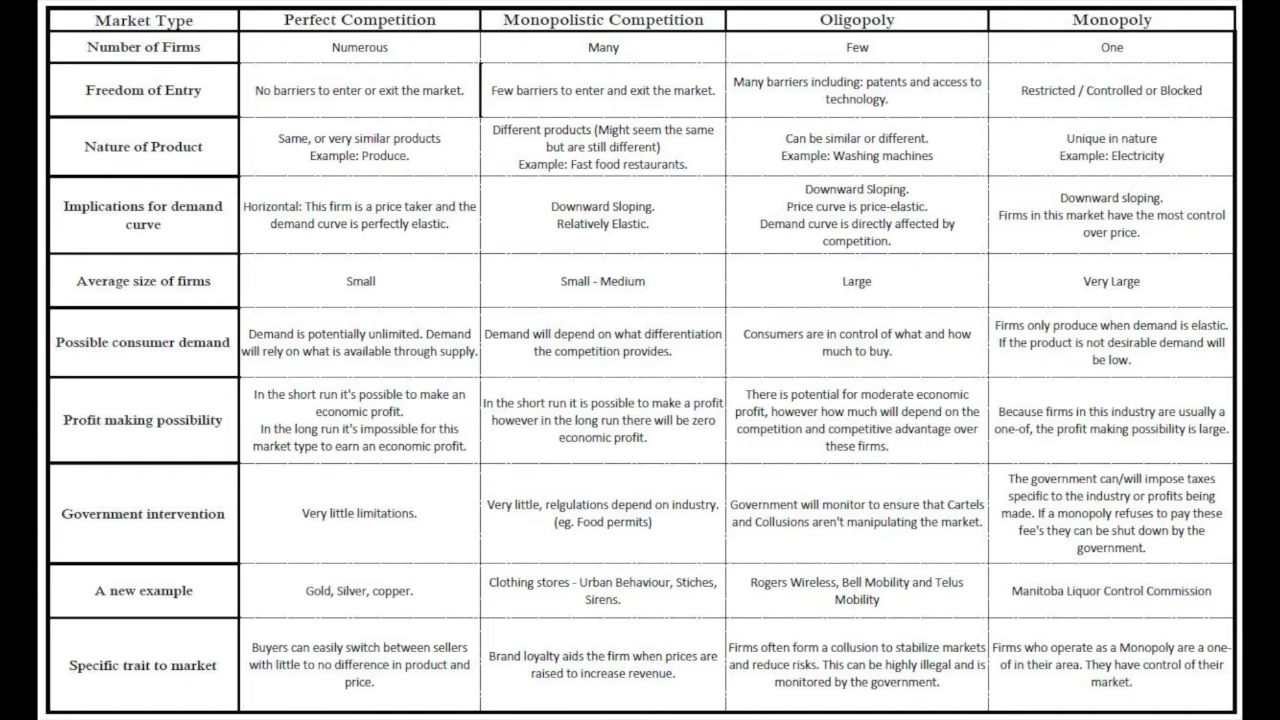 Market Type
Perfect Competition
Monopolistic Competition
Oligopoly
Monopoly
Number of Firms
Numerous
Many
Few
One
Freedom of Entry
No barriers to enter or exit the market.
Few barriers to enter and exit the market.
Many barriers including: patents and access to
technology.
Restricted / Controlled or Blocked
Nature of Product
Same, or very similar products
Example: Produce.
Different products (Might seem the same
but are still different)
Example: Fast food restaurants.
Can be similar or different.
Example: Washing machines
Unique in nature
Example: Electricity
Implications for demand
curve
Horizontal: This firm is a price taker and the
demand curve is perfectly elastic.
Downward Sloping.
Relatively Elastic.
Downward Sloping.
Price curve is price-elastic.
Demand curve is directly affected by
competition.
Downward sloping.
Firms in this market have the most control
over price.
Average size of firms
Small
Small - Medium
Large
Very Large
Possible consumer demand
Demand is potentially unlimited. Demand
will rely on what is available through supply.
Demand will depend on what differentiation
the competition provides.
Consumers are in control of what and how
much to buy.
Firms only produce when demand is elastic.
If the product is not desirable demand will
be low.
Profit making possibility
In the short run it's possible to make an
economic profit.
In the long run it's impossible for this
market type to earn an economic profit.
In the short run it is possible to make a profit
however in the long run there will be zero
economic profit.
There is potential for moderate economic
profit, however how much will depend on the
competition and competitive advantage over
these firms.
Because firms in this industry are usually a
one-of, the profit making possibility is large.
Government intervention
Very little limitations.
Very little, relgulations depend on industry.
(eg. Food permits)
Government will monitor to ensure that Cartels
and Collusions aren't manipulating the market.
The government can/will impose taxes
specific to the industry or profits being
made. If a monopoly refuses to pay these
fee's they can be shut down by the
government.
A new example
Gold, Silver, copper.
Clothing stores - Urban Behaviour, Stiches,
Sirens.
Rogers Wireless, Bell Mobility and Telus
Mobility
Manitoba Liquor Control Commission
Specific trait to market
Buyers can easily switch between sellers
with little to no difference in product and
price.
Brand loyalty aids the firm when prices are
raised to increase revenue.
Firms often form a collusion to stabilize markets
and reduce risks. This can be highly illegal and is
monitored by the government.
Firms who operate as a Monopoly are a one-
of in their area. They have control of their
market.